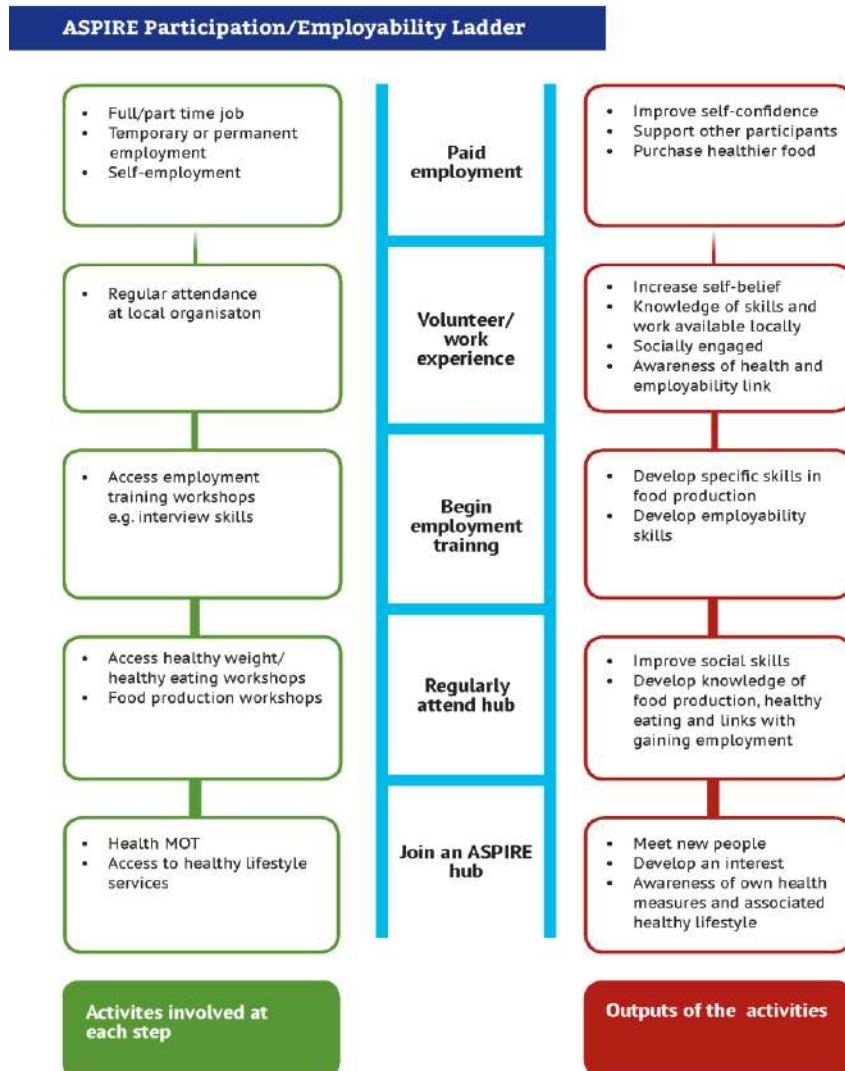 ASPIRE Participation/Employability Ladder
• Full/part time job
• Temporary or permanent
employment
• Self-employment
Paid
employment
• Improve self-confidence
• Support other participants
• Purchase healthier food
• Regular attendance
at local organisaton
Volunteer/
work
experience
• Increase self-belief
• Knowledge of skills and
work available locally
• Socially engaged
• Awareness of health and
employability link
• Access employment
training workshops
e.g. interview skills
Begin
employment
trainng
• Develop specific skills in
food production
• Develop employability
skills
• Access healthy weight/
healthy eating workshops
• Food production workshops
Regularly
attend hub
• Improve social skills
• Develop knowledge of
food production, healthy
eating and links with
gaining employment
• Health MOT
• Access to healthy lifestyle
services
Join an ASPIRE
hub
• Meet new people
• Develop an interest
• Awareness of own health
measures and associated
healthy lifestyle
Activites involved at
each step
Outputs of the activities